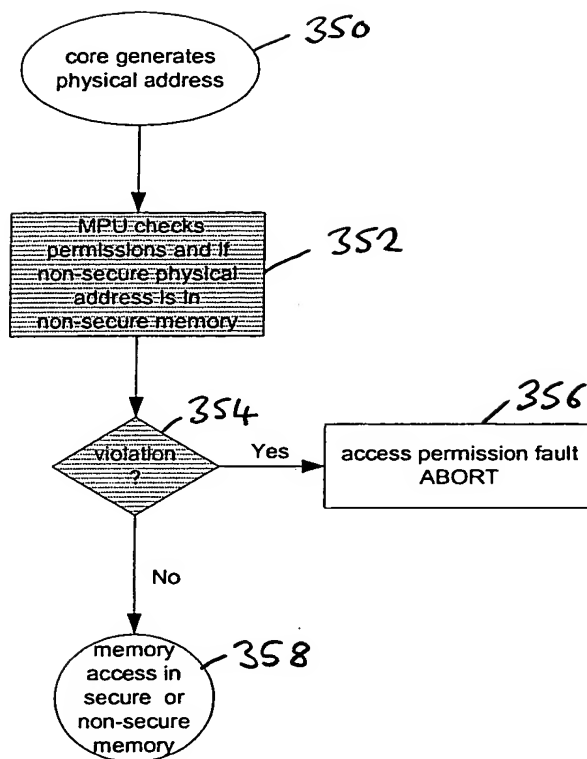 350
core generates
physical address
MPU checks
permissions and if
non-secure physical
address is in
non-secure memory
352
354
violation
?
Yes
356
access permission fault
ABORT
No
memory
access in
secure or
non-secure
memory
358